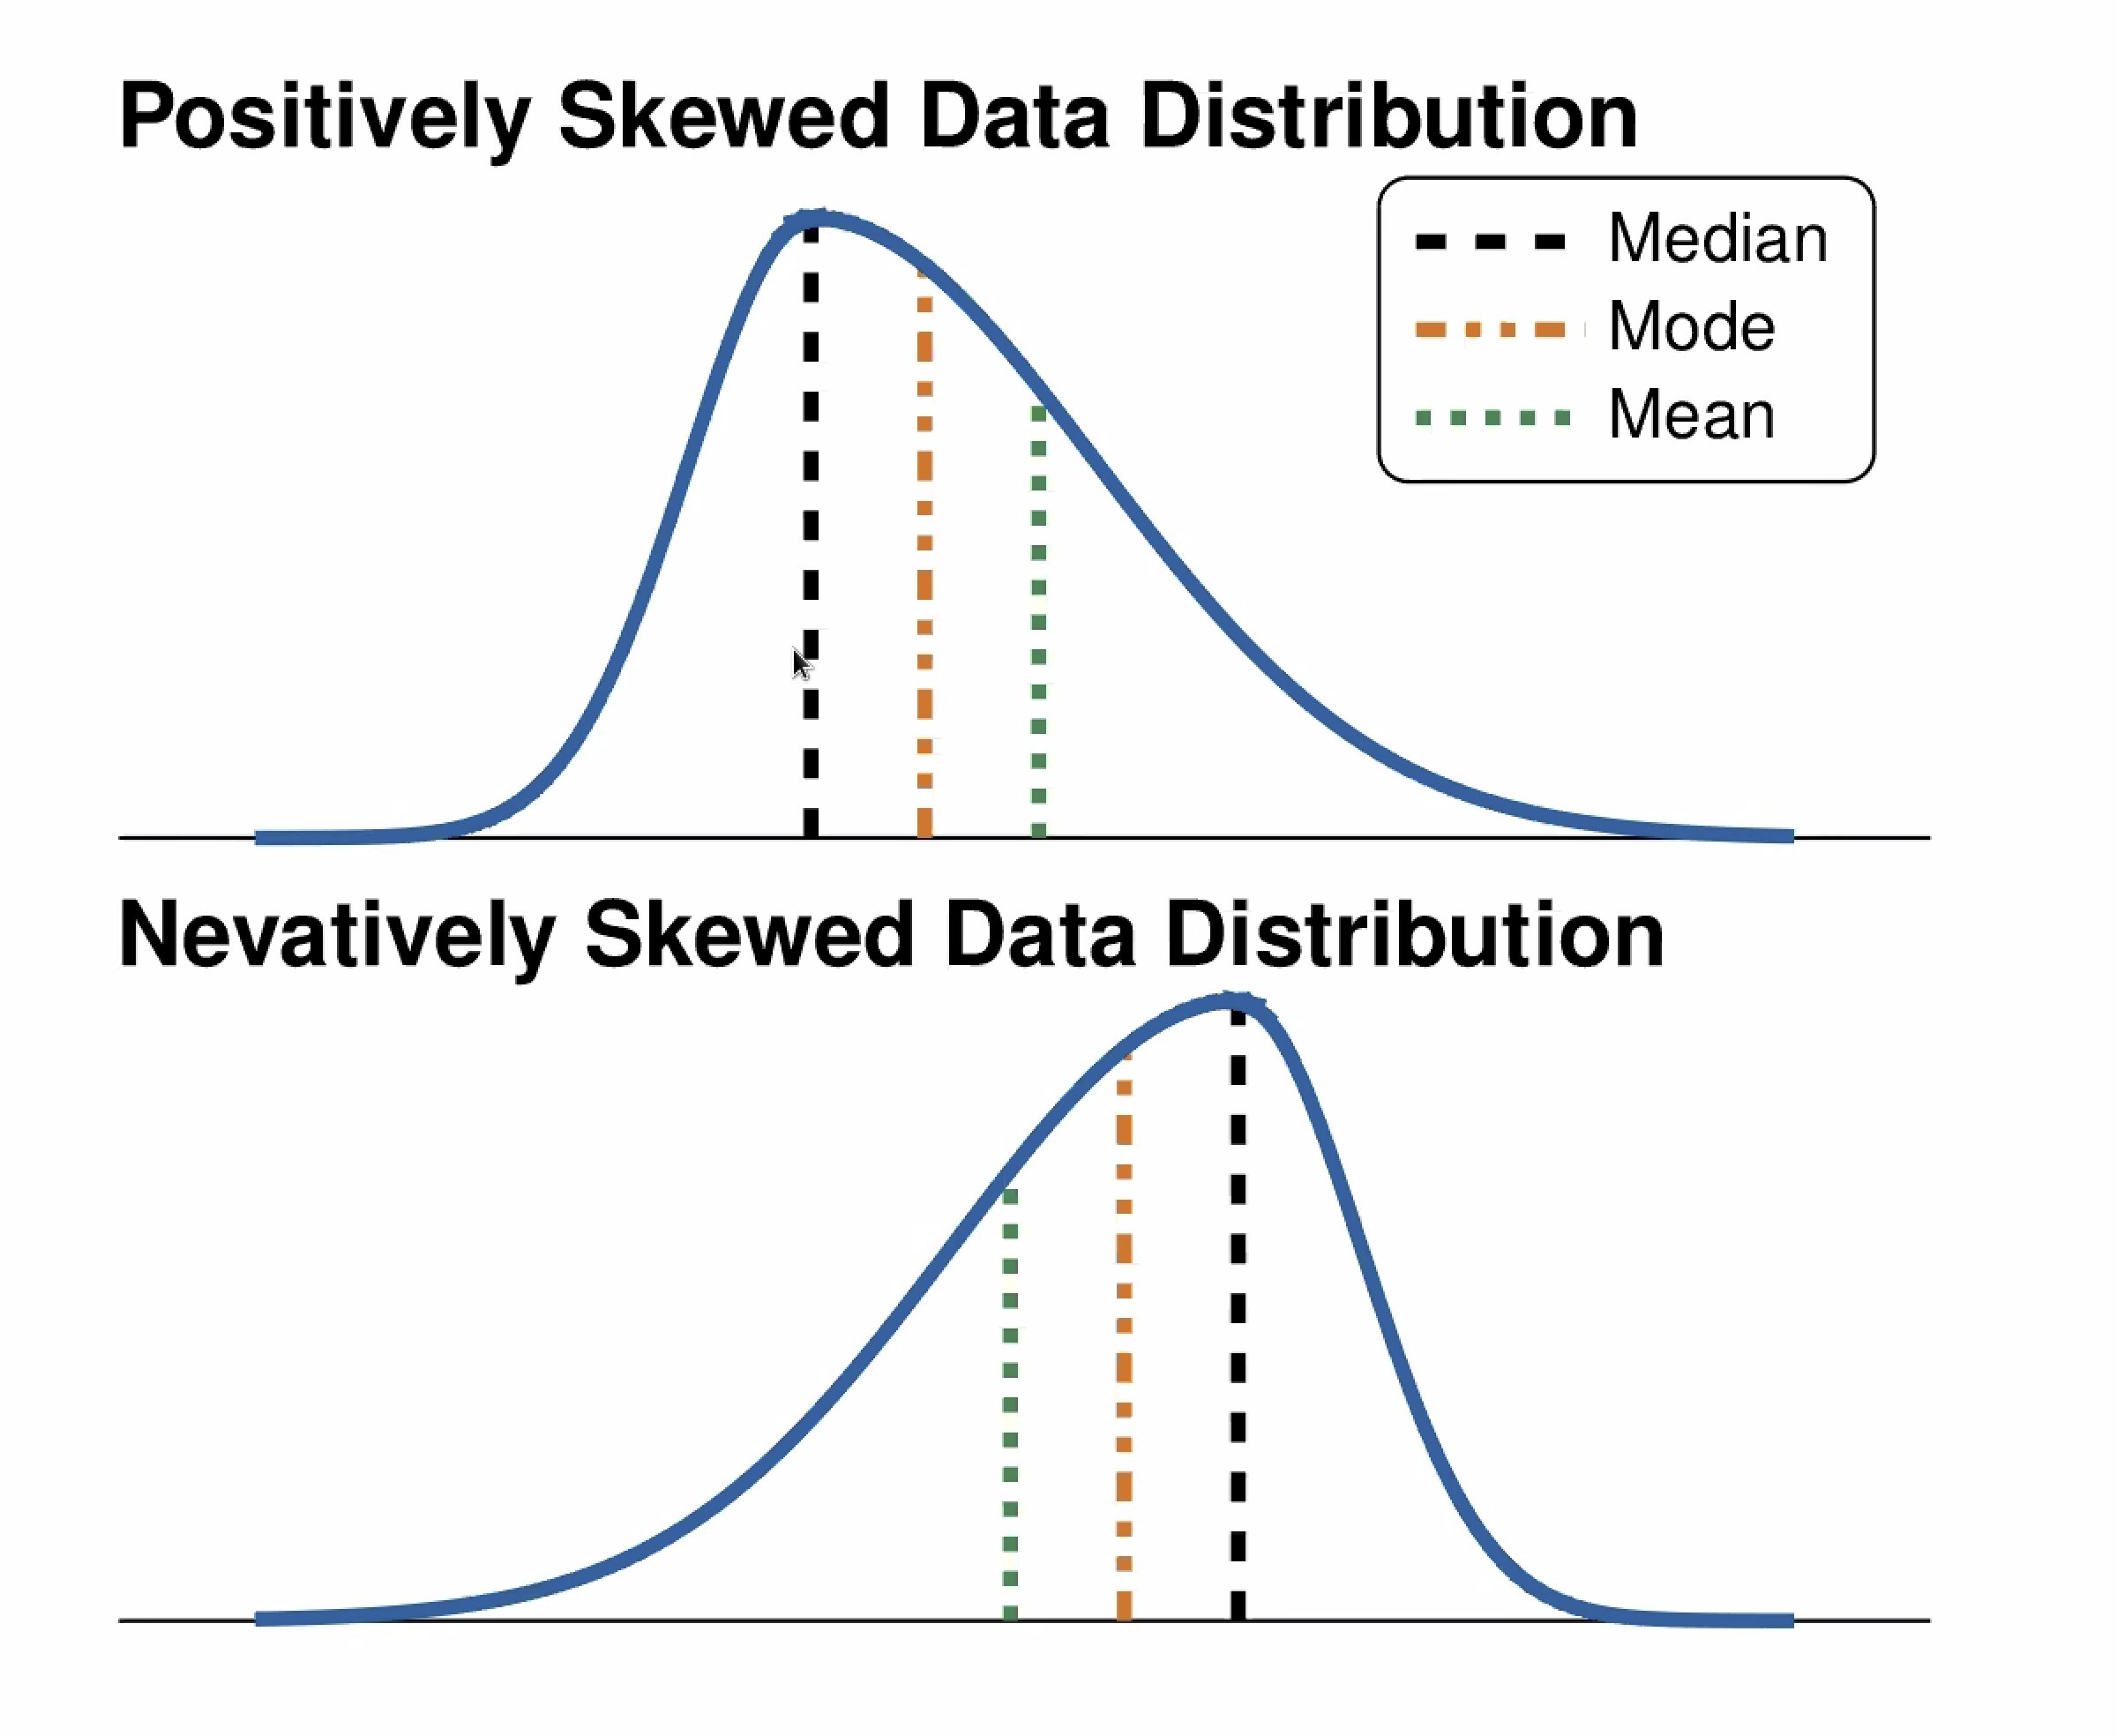 Positively Skewed Data Distribution
Median
Mode
Mean
Nevatively Skewed Data Distribution